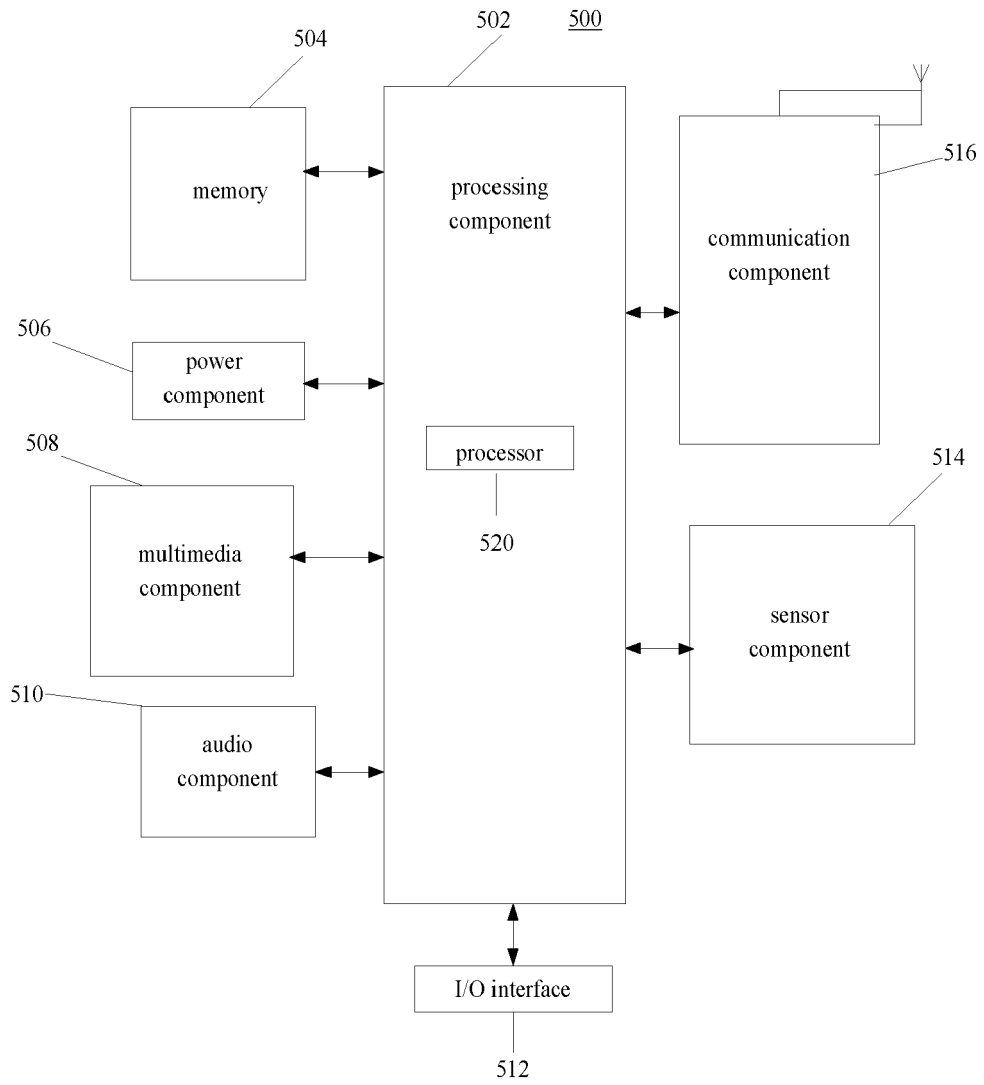 502
500
504
memory
processing
component
516
communication
component
506
power
component
508
processor
520
514
multimedia
component
sensor
component
510
audio
component
I/O interface
512